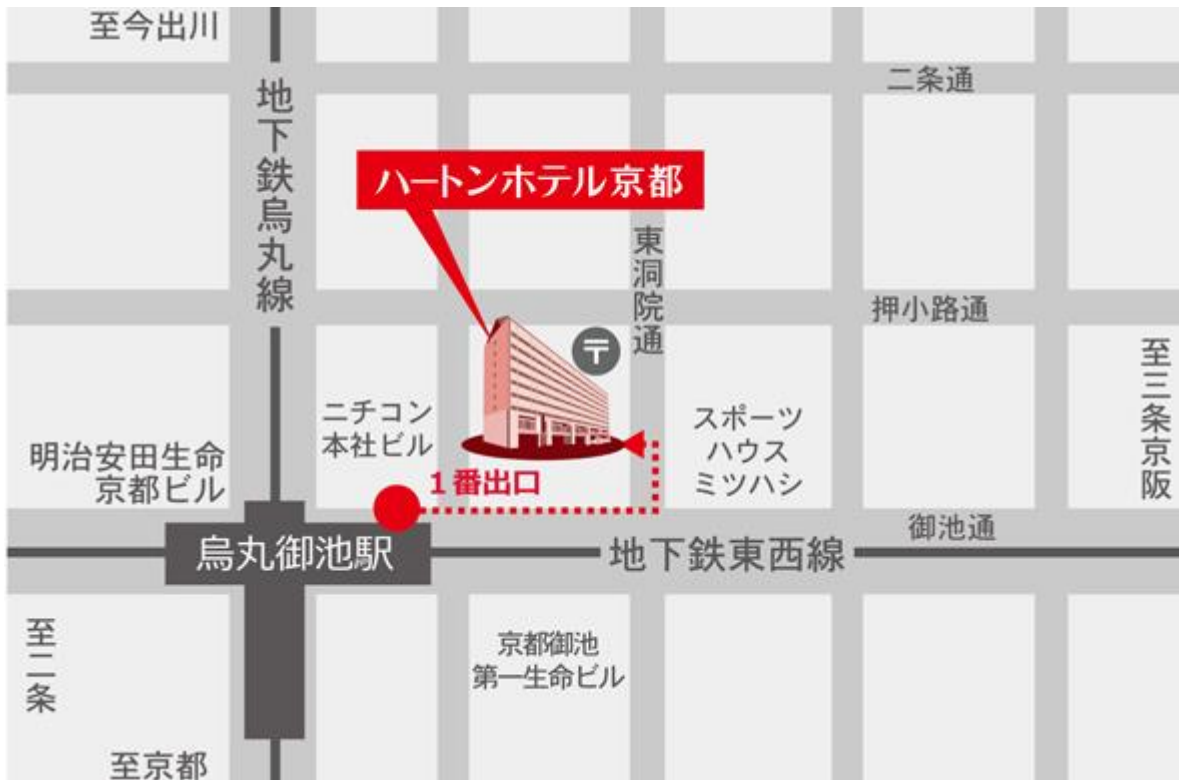 至今出川
二条通
地下鉄烏丸線
ハートンホテル京都
東洞院通
押小路通
〒
至三条京阪
ニチコン
本社ビル
スポーツ
ハウス
ミツハシ
明治安田生命
京都ビル
1番出口
御池通
烏丸御池駅
地下鉄東西線
至二条
京都御池
第一生命ビル
至京都